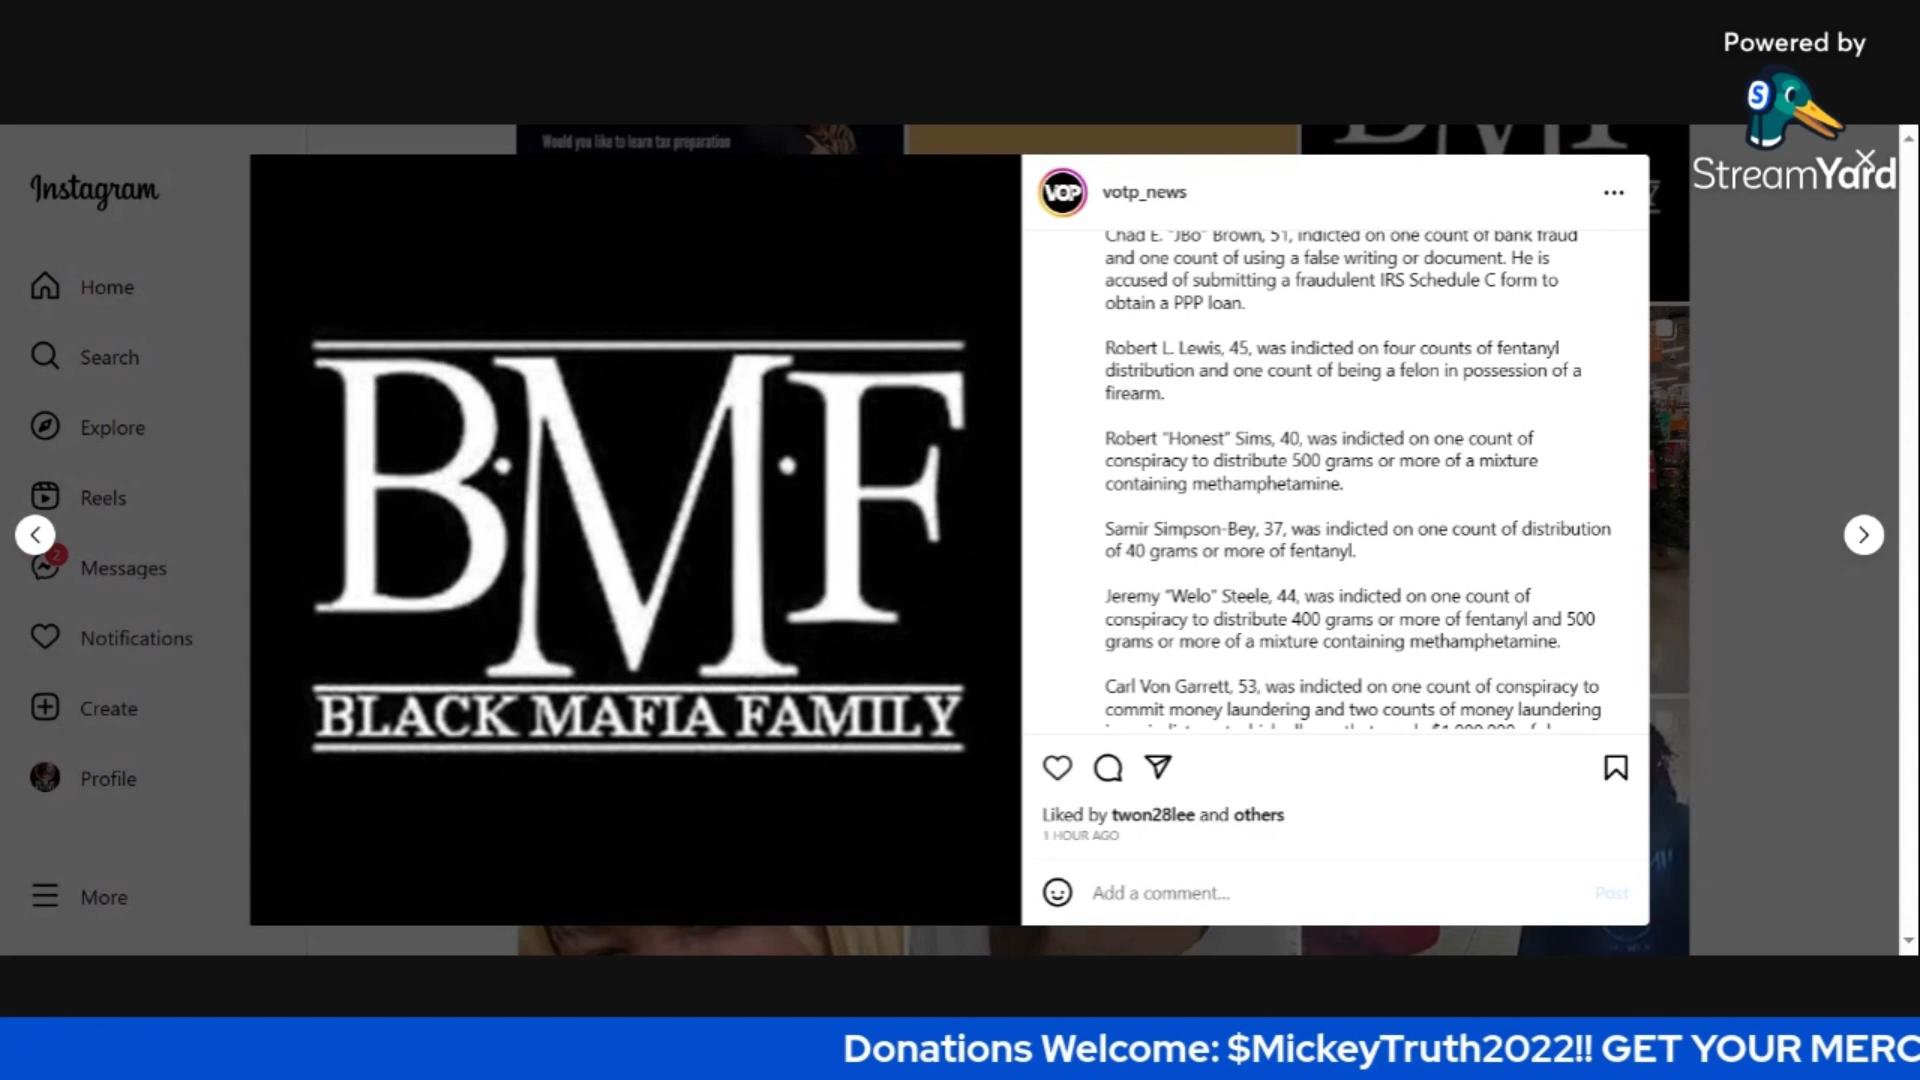 Powered by
StreamYard
Would you like to learn tax preparation
Instagram
Home
Search
Explore
Reels
2
Messages
Notifications
Create
Profile
More
B·M·F
BLACK MAFIA FAMILY
VOP
votp_news
Chad E. "JBo" Brown, 51, indicted on one count of bank fraud
and one count of using a false writing or document. He is
accused of submitting a fraudulent IRS Schedule C form to
obtain a PPP loan.
Robert L. Lewis, 45, was indicted on four counts of fentanyl
distribution and one count of being a felon in possession of a
firearm.
Robert "Honest" Sims, 40, was indicted on one count of
conspiracy to distribute 500 grams or more of a mixture
containing methamphetamine.
Samir Simpson-Bey, 37, was indicted on one count of distribution
of 40 grams or more of fentanyl.
Jeremy "Welo" Steele, 44, was indicted on one count of
conspiracy to distribute 400 grams or more of fentanyl and 500
grams or more of a mixture containing methamphetamine.
Carl Von Garrett, 53, was indicted on one count of conspiracy to
commit money laundering and two counts of money laundering
Liked by twon28lee and others
1 HOUR AGO
Add a comment...
Post
Donations Welcome: $MickeyTruth2022!! GET YOUR MERC